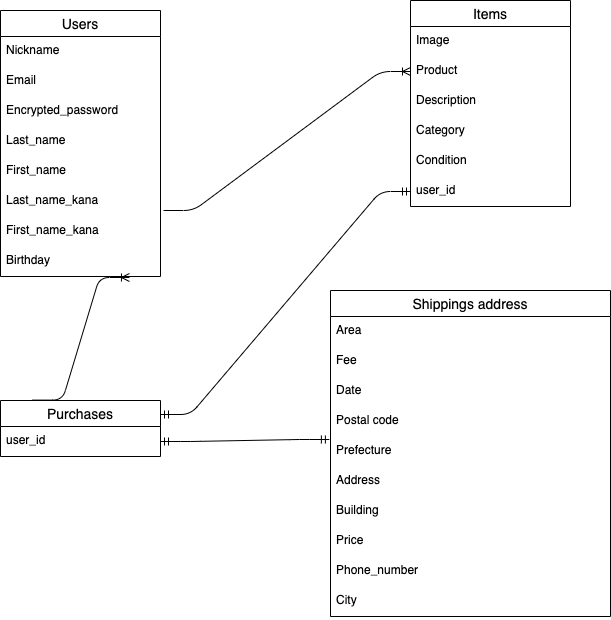 Users
Nickname
Email
Encrypted_password
Last_name
First_name
Last_name_kana
First_name_kana
Birthday
Items
Image
Product
Description
Category
Condition
user_id
Purchases
user_id
Shippings address
Area
Fee
Date
Postal code
Prefecture
Address
Building
Price
Phone_number
City